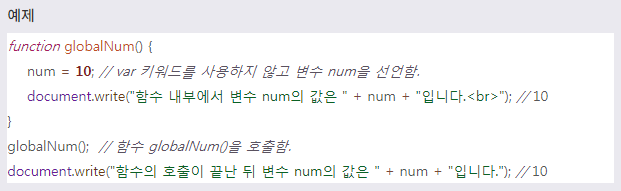 예제
function globalNum() {
num = 10; // var 키워드를 사용하지 않고 변수 num을 선언함.
document.write("함수 내부에서 변수 num의 값은 " + num + "입니다.<br>"); // 10
}
globalNum(); // 함수 globalNum()을 호출함.
document.write("함수의 호출이 끝난 뒤 변수 num의 값은 " + num + "입니다."); // 10